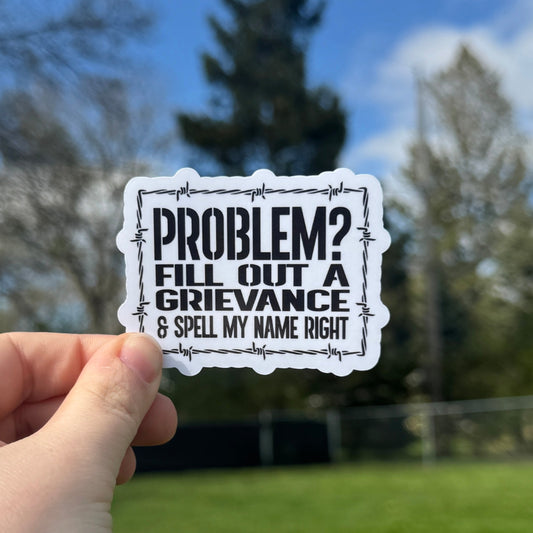 PROBLEM?
FILL OUT A
GRIEVANCE
& SPELL MY NAME RIGHT